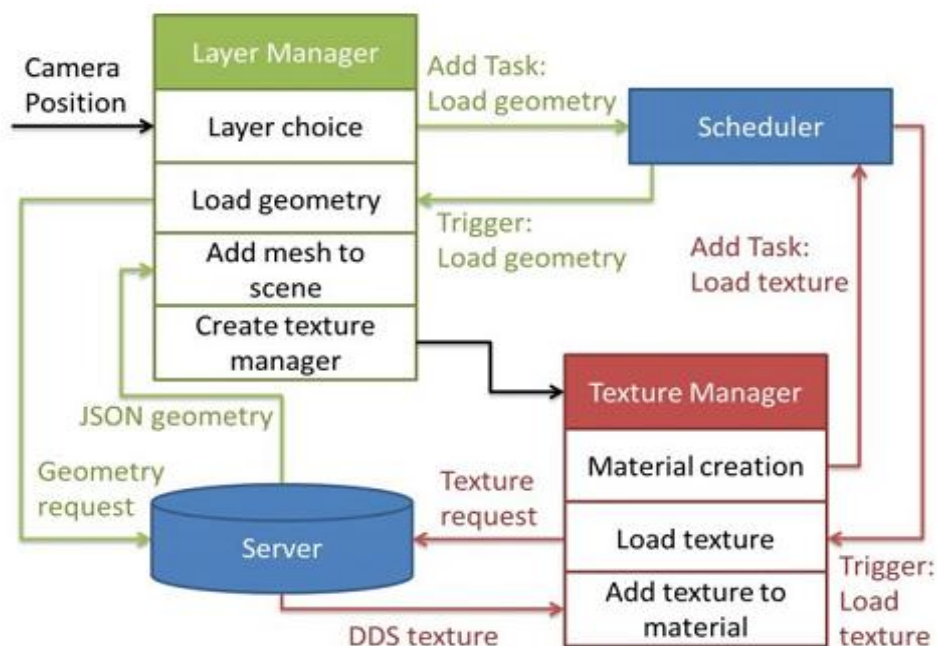 Layer Manager
Camera
Position
Add Task:
Load geometry
Layer choice
Scheduler
Load geometry
Trigger:
Load geometry
Add mesh to
scene
Add Task:
Load texture
Create texture
manager
Texture Manager
JSON geometry
Geometry
request
Material creation
Texture
request
Server
Load texture
Trigger:
Load
texture
Add texture to
material
DDS texture